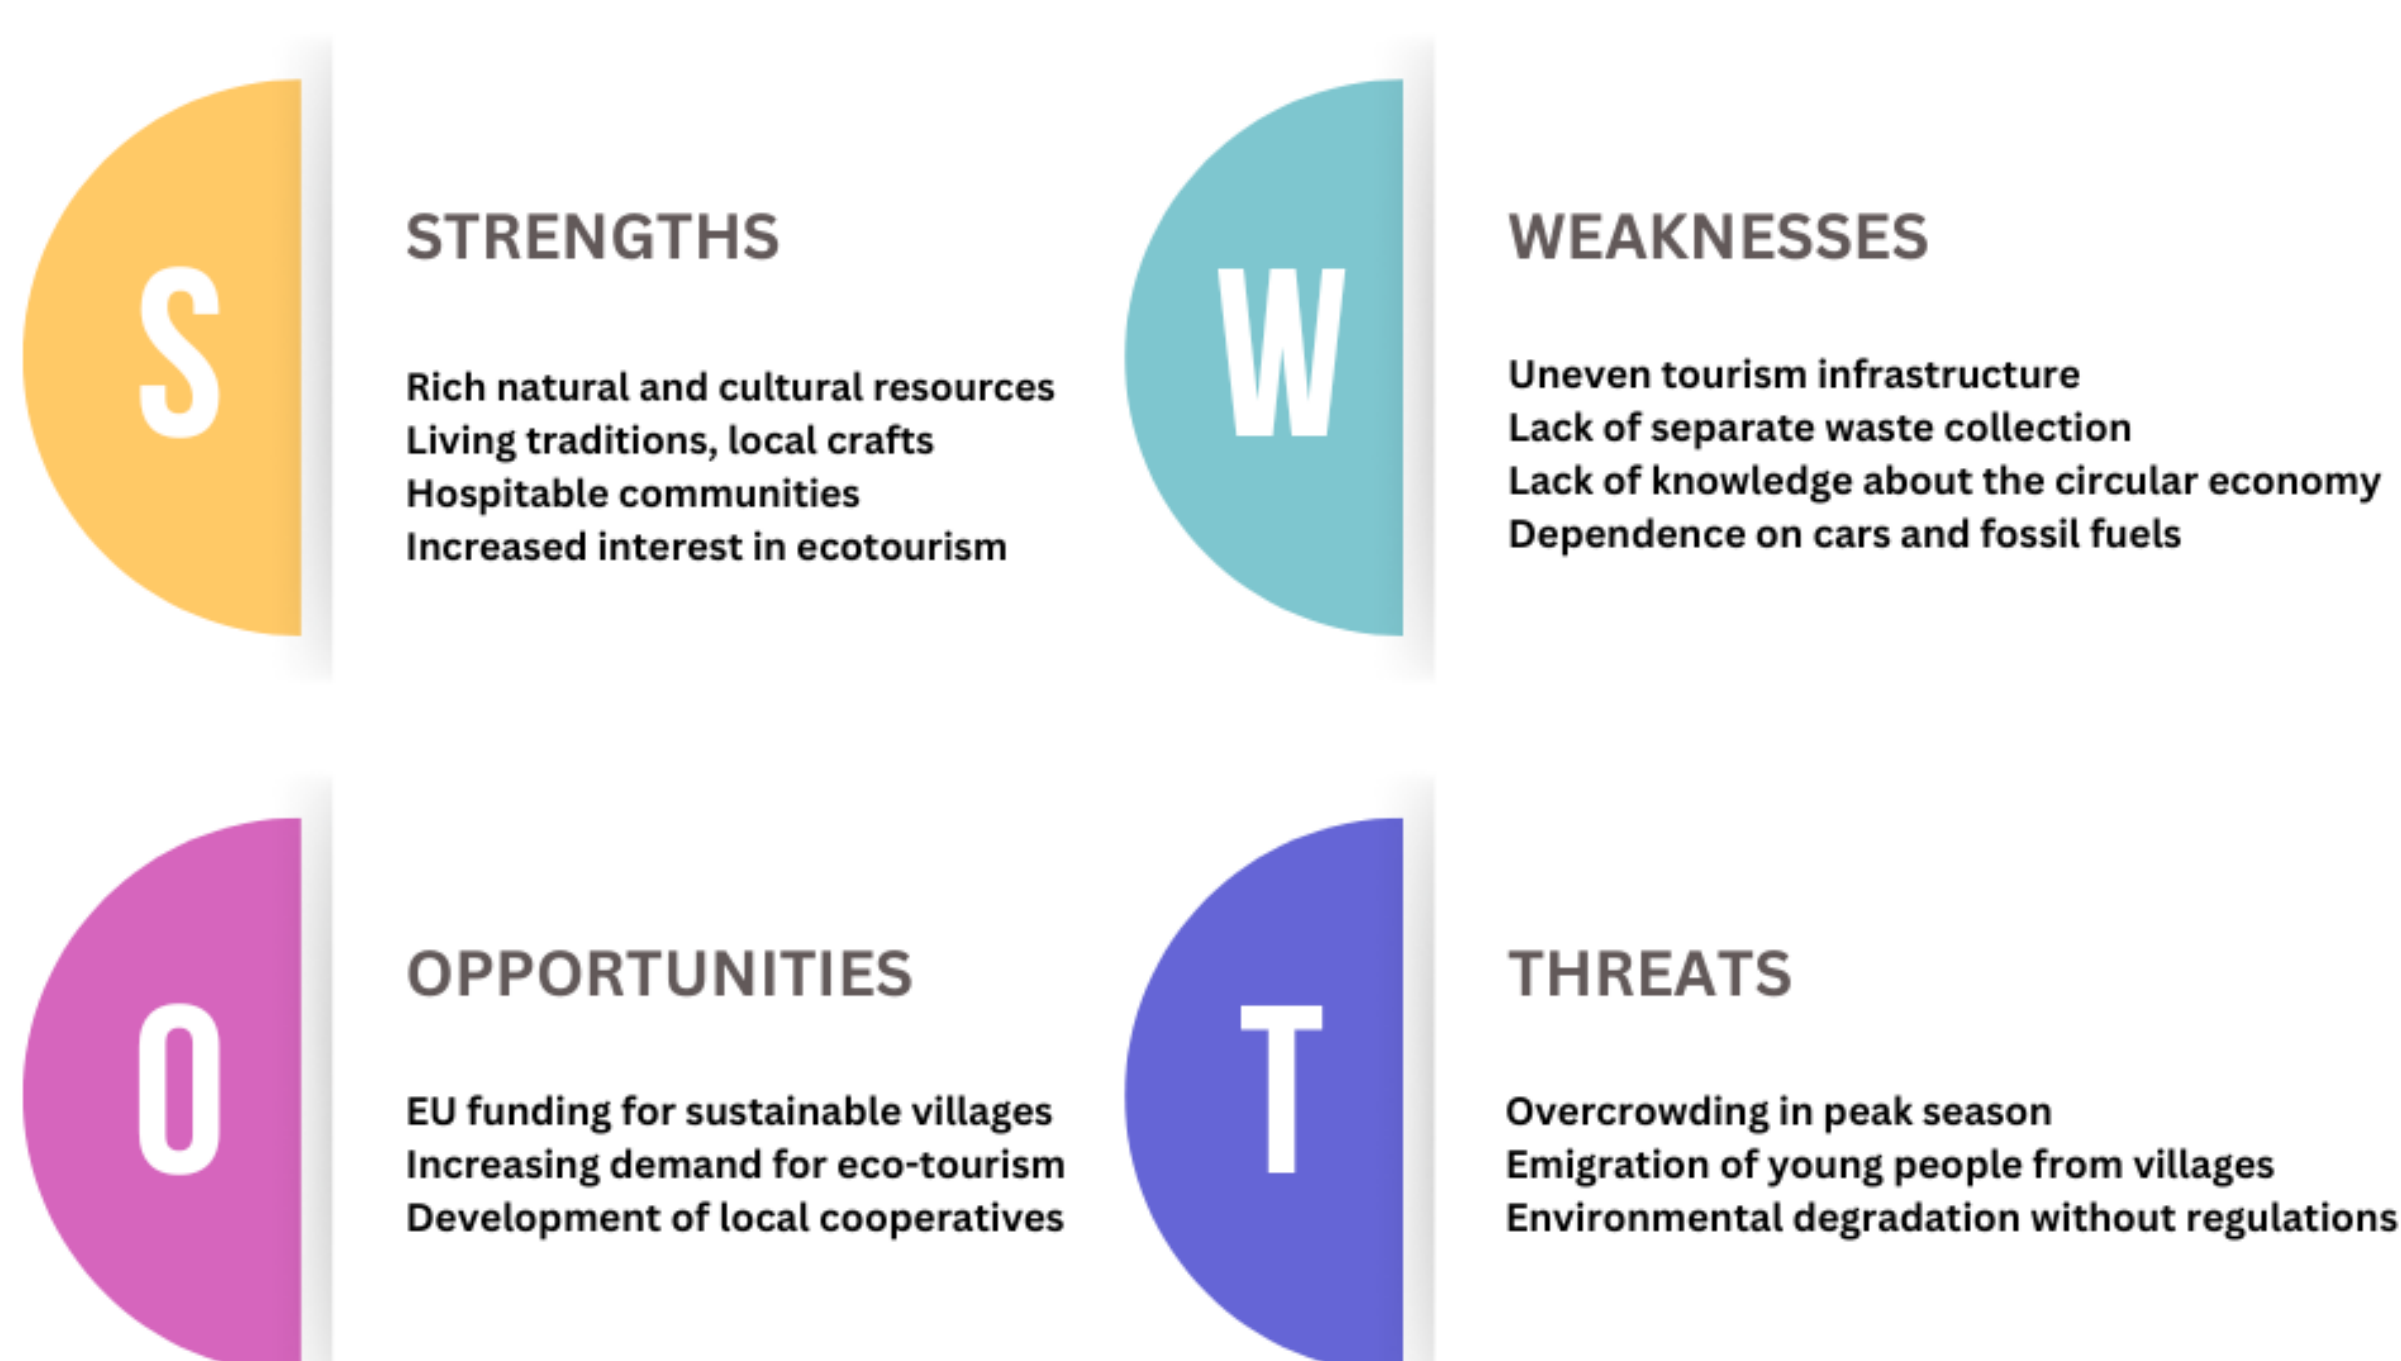 S
STRENGTHS
Rich natural and cultural resources
Living traditions, local crafts
Hospitable communities
Increased interest in ecotourism
W
WEAKNESSES
Uneven tourism infrastructure
Lack of separate waste collection
Lack of knowledge about the circular economy
Dependence on cars and fossil fuels
O
OPPORTUNITIES
EU funding for sustainable villages
Increasing demand for eco-tourism
Development of local cooperatives
T
THREATS
Overcrowding in peak season
Emigration of young people from villages
Environmental degradation without regulations